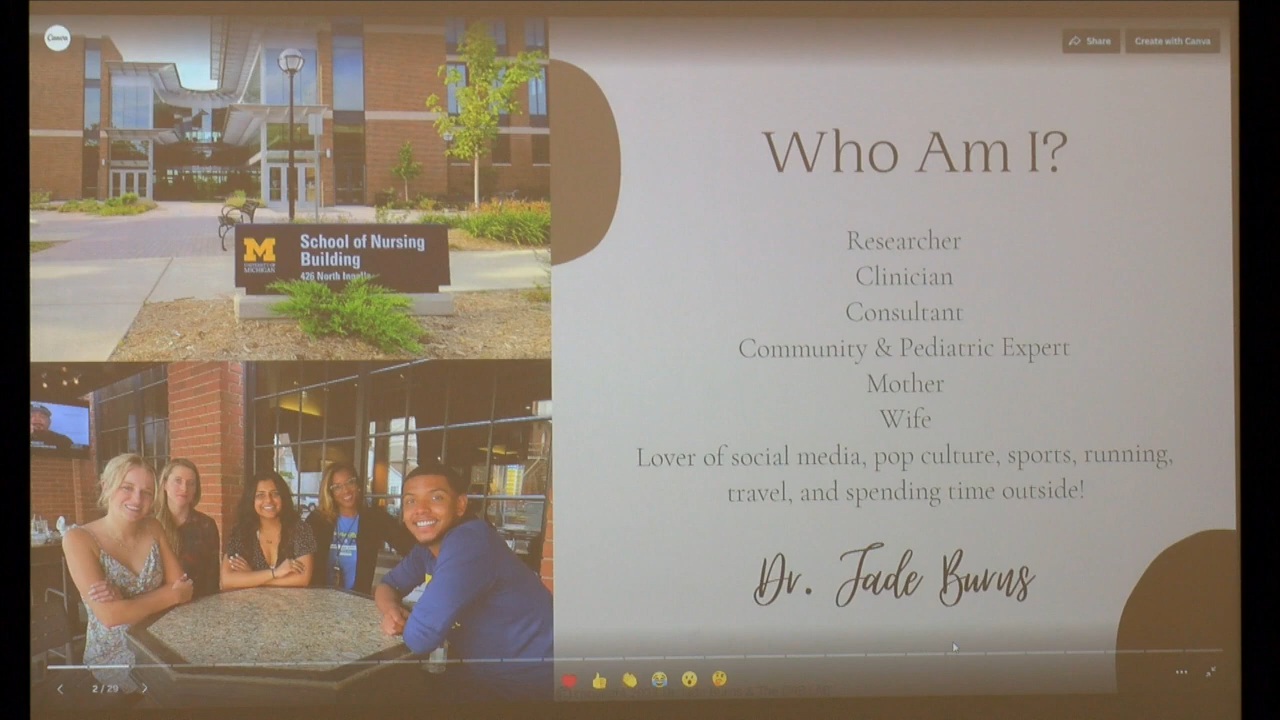 Canva
Share
Create with Canva
M
UNIVERSITY OF
MICHIGAN
School of Nursing
Building
426 North Ingalls
Who Am I?
Researcher
Clinician
Consultant
Community & Pediatric Expert
Mother
Wife
Lover of social media, pop culture, sports, running,
travel, and spending time outside!
Dr. Jade Burns
2 / 29